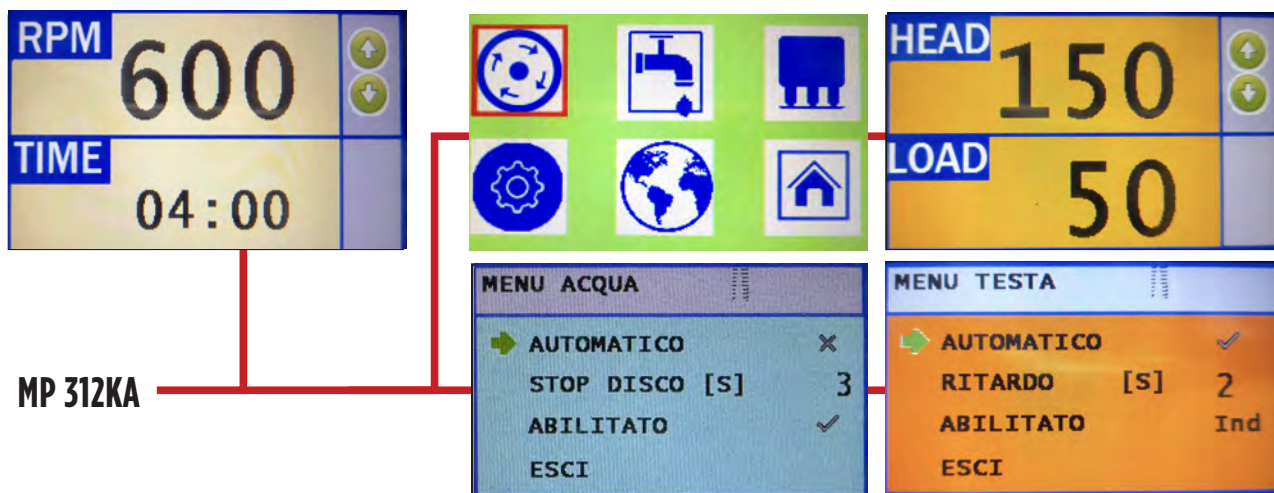 RPM 600
TIME
04:00
HEAD 150
LOAD 50
MENU ACQUA
AUTOMATICO
STOP DISCO [S] 3
ABILITATO
ESCI
MENU TESTA
AUTOMATICO
RITARDO [S] 2
ABILITATO Ind
ESCI
MP 312KA